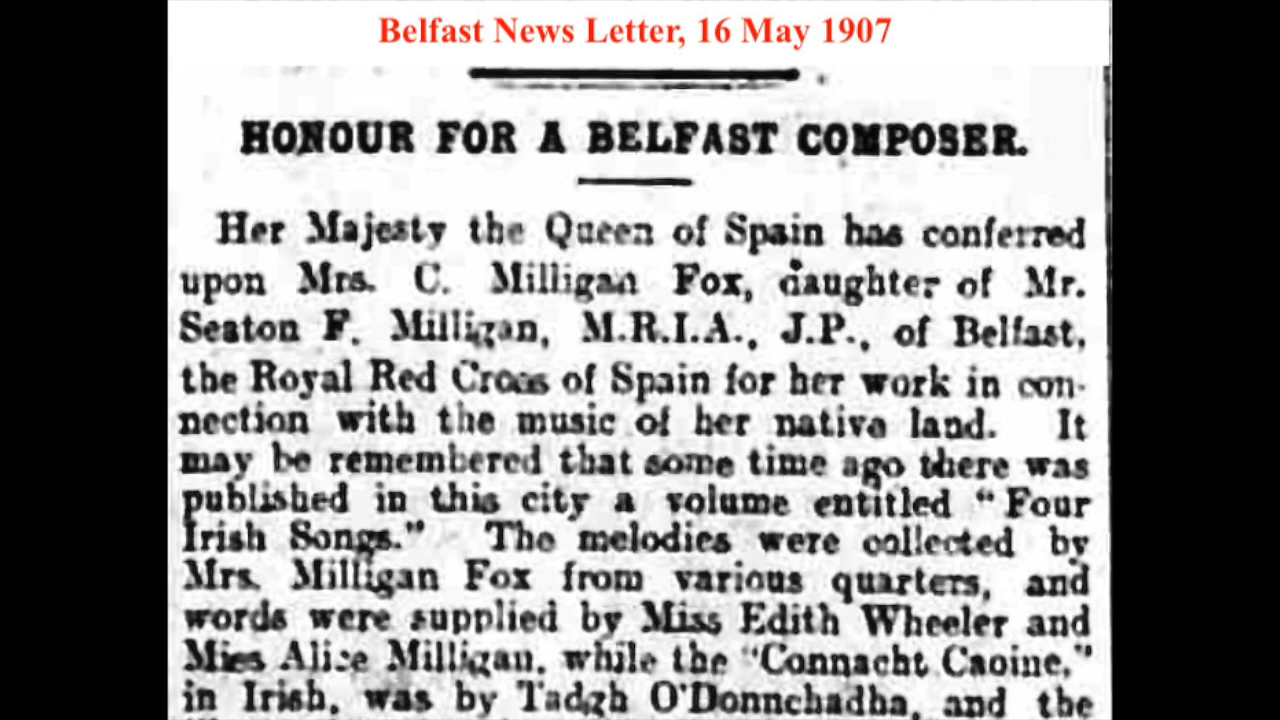 Belfast News Letter, 16 May 1907
HONOUR FOR A BELFAST COMPOSER.
Her Majesty the Queen of Spain has conferred
upon Mrs. C. Milligan Fox, daughter of Mr.
Seaton F. Milligan, M.R.I.A., J.P., of Belfast,
the Royal Red Cross of Spain for her work in con-
nection with the music of her native land. It
may be remembered that some time ago there was
published in this city a volume entitled "Four
Irish Songs." The melodies were collected by
Mrs. Milligan Fox from various quarters, and
words were supplied by Miss Edith Wheeler and
Miss Alice Milligan, while the "Connacht Caoine,"
in Irish, was by Tadgh O'Donnchadha, and the